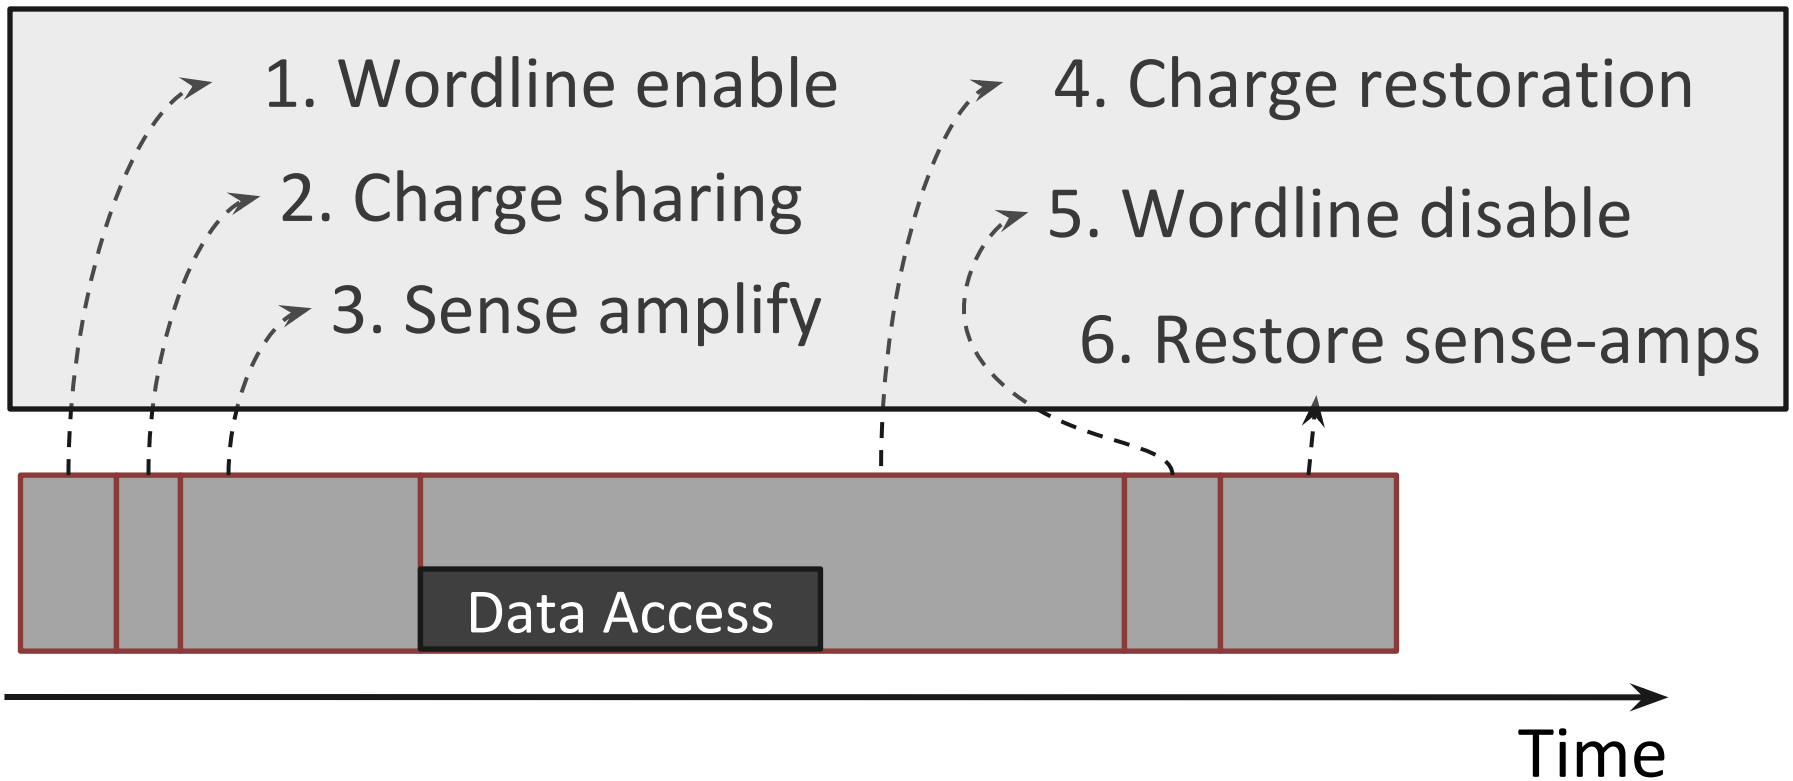 1. Wordline enable
2. Charge sharing
3. Sense amplify
4. Charge restoration
5. Wordline disable
6. Restore sense-amps
Data Access
Time